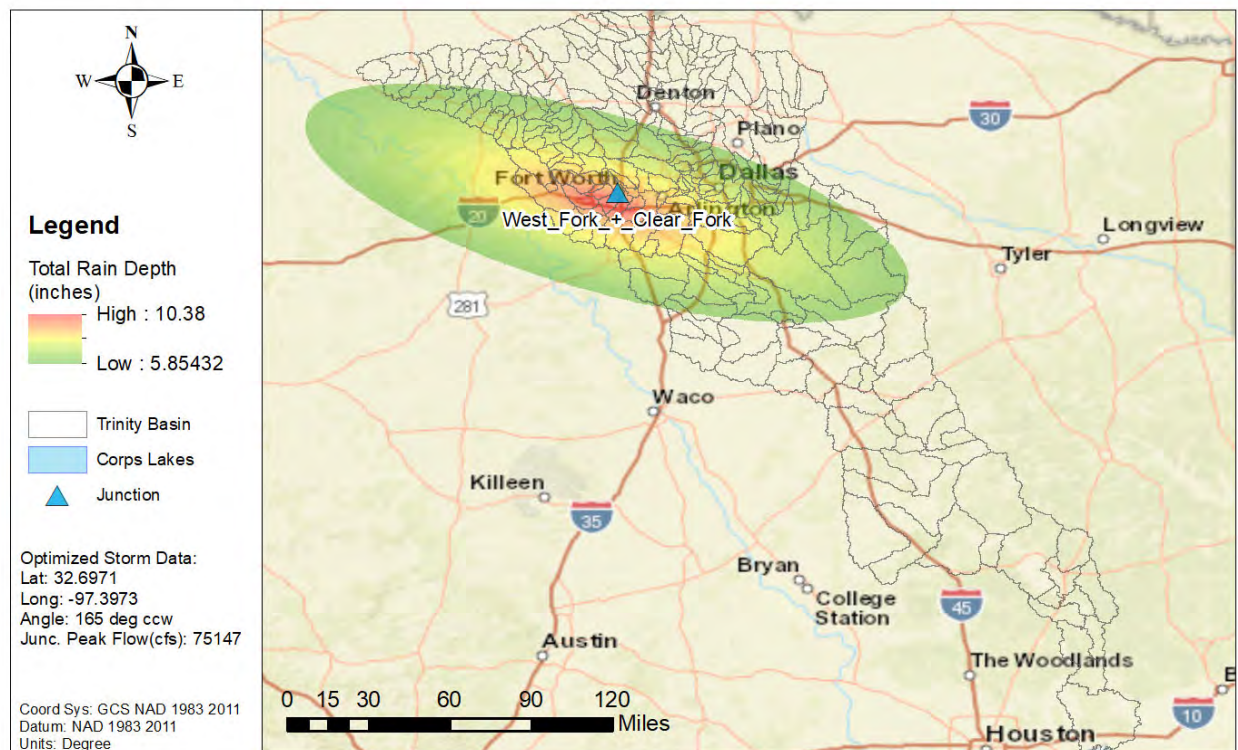 N
W
E
S
Legend
Total Rain Depth
(inches)
High : 10.38
Low : 5.85432
Trinity Basin
Corps Lakes
Junction
Optimized Storm Data:
Lat: 32.6971
Long: -97.3973
Angle: 165 deg ccw
Junc. Peak Flow(cfs): 75147
Coord Sys: GCS NAD 1983 2011
Datum: NAD 1983 2011
Units: Degree
Denton
30
Plano
Dallas
Fort Worth
Arlington
20
West_Fork_+_Clear_Fork
Longview
Tyler
281
Waco
Killeen
35
Bryan
College
Station
45
Austin
The Woodlands
B
10
Houston
0 15 30 60 90 120
Miles